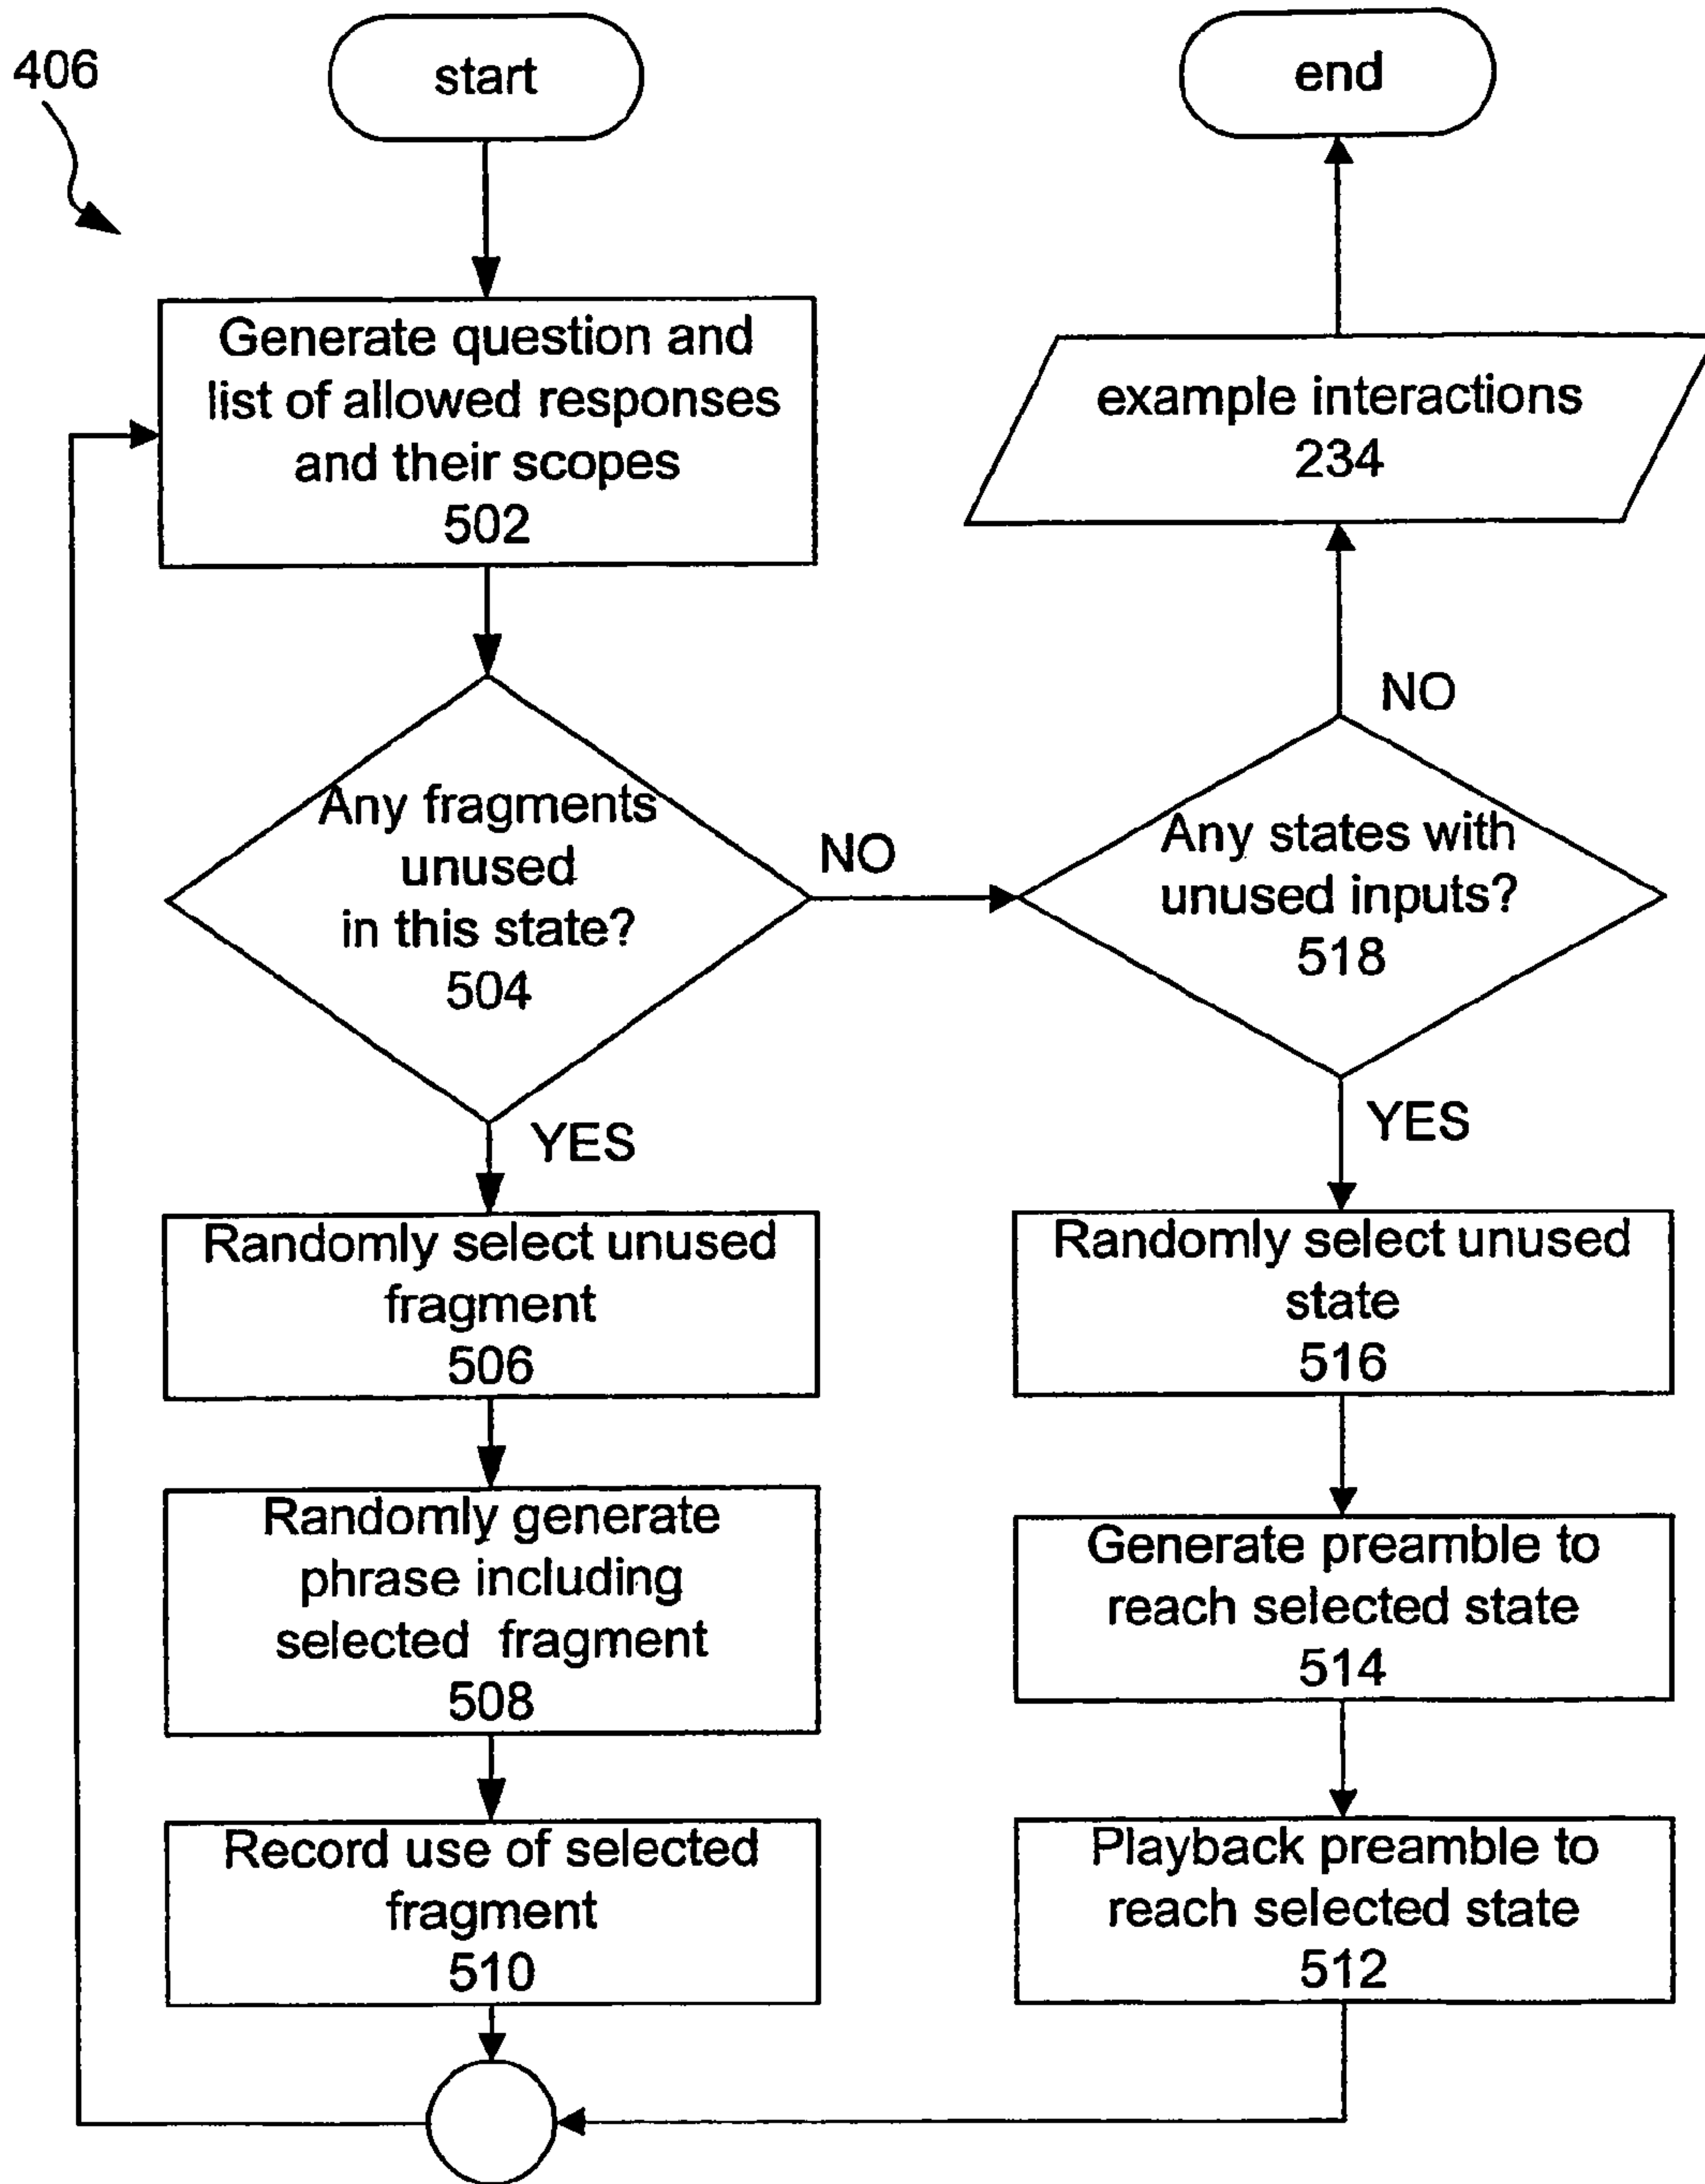 406
start
Generate question and
list of allowed responses
and their scopes
502
Any fragments
unused
in this state?
504
NO
YES
Randomly select unused
fragment
506
Randomly generate
phrase including
selected fragment
508
Record use of selected
fragment
510
end
example interactions
234
NO
Any states with
unused inputs?
518
YES
Randomly select unused
state
516
Generate preamble to
reach selected state
514
Playback preamble to
reach selected state
512